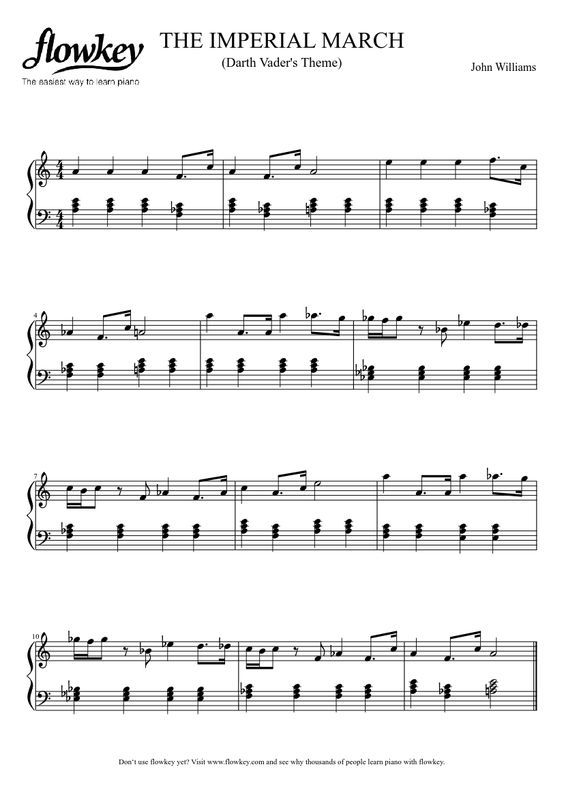 flowkey
The easiest way to learn piano
THE IMPERIAL MARCH
(Darth Vader's Theme)
John Williams
4
7
10
Don't use flowkey yet? Visit www.flowkey.com and see why thousands of people learn piano with flowkey.